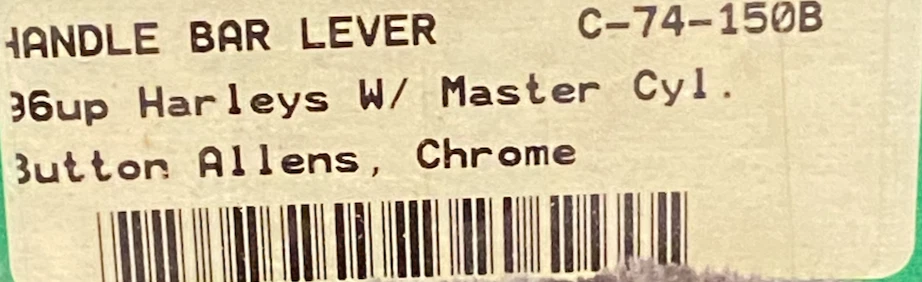 HANDLE BAR LEVER C-74-150B
96up Harleys W/ Master Cyl.
Button Allens, Chrome